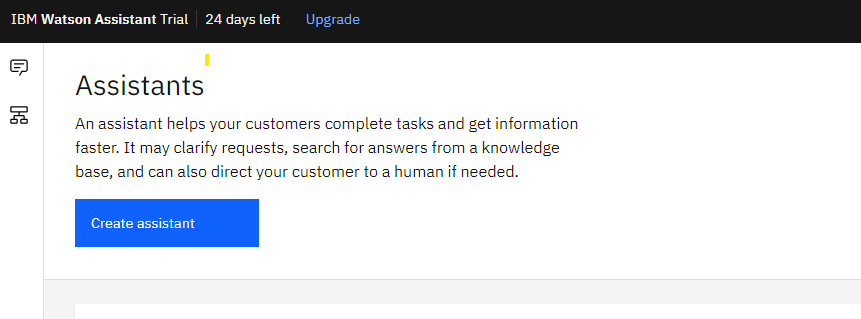 IBM Watson Assistant Trial 24 days left Upgrade
Assistants
An assistant helps your customers complete tasks and get information
faster. It may clarify requests, search for answers from a knowledge
base, and can also direct your customer to a human if needed.
Create assistant